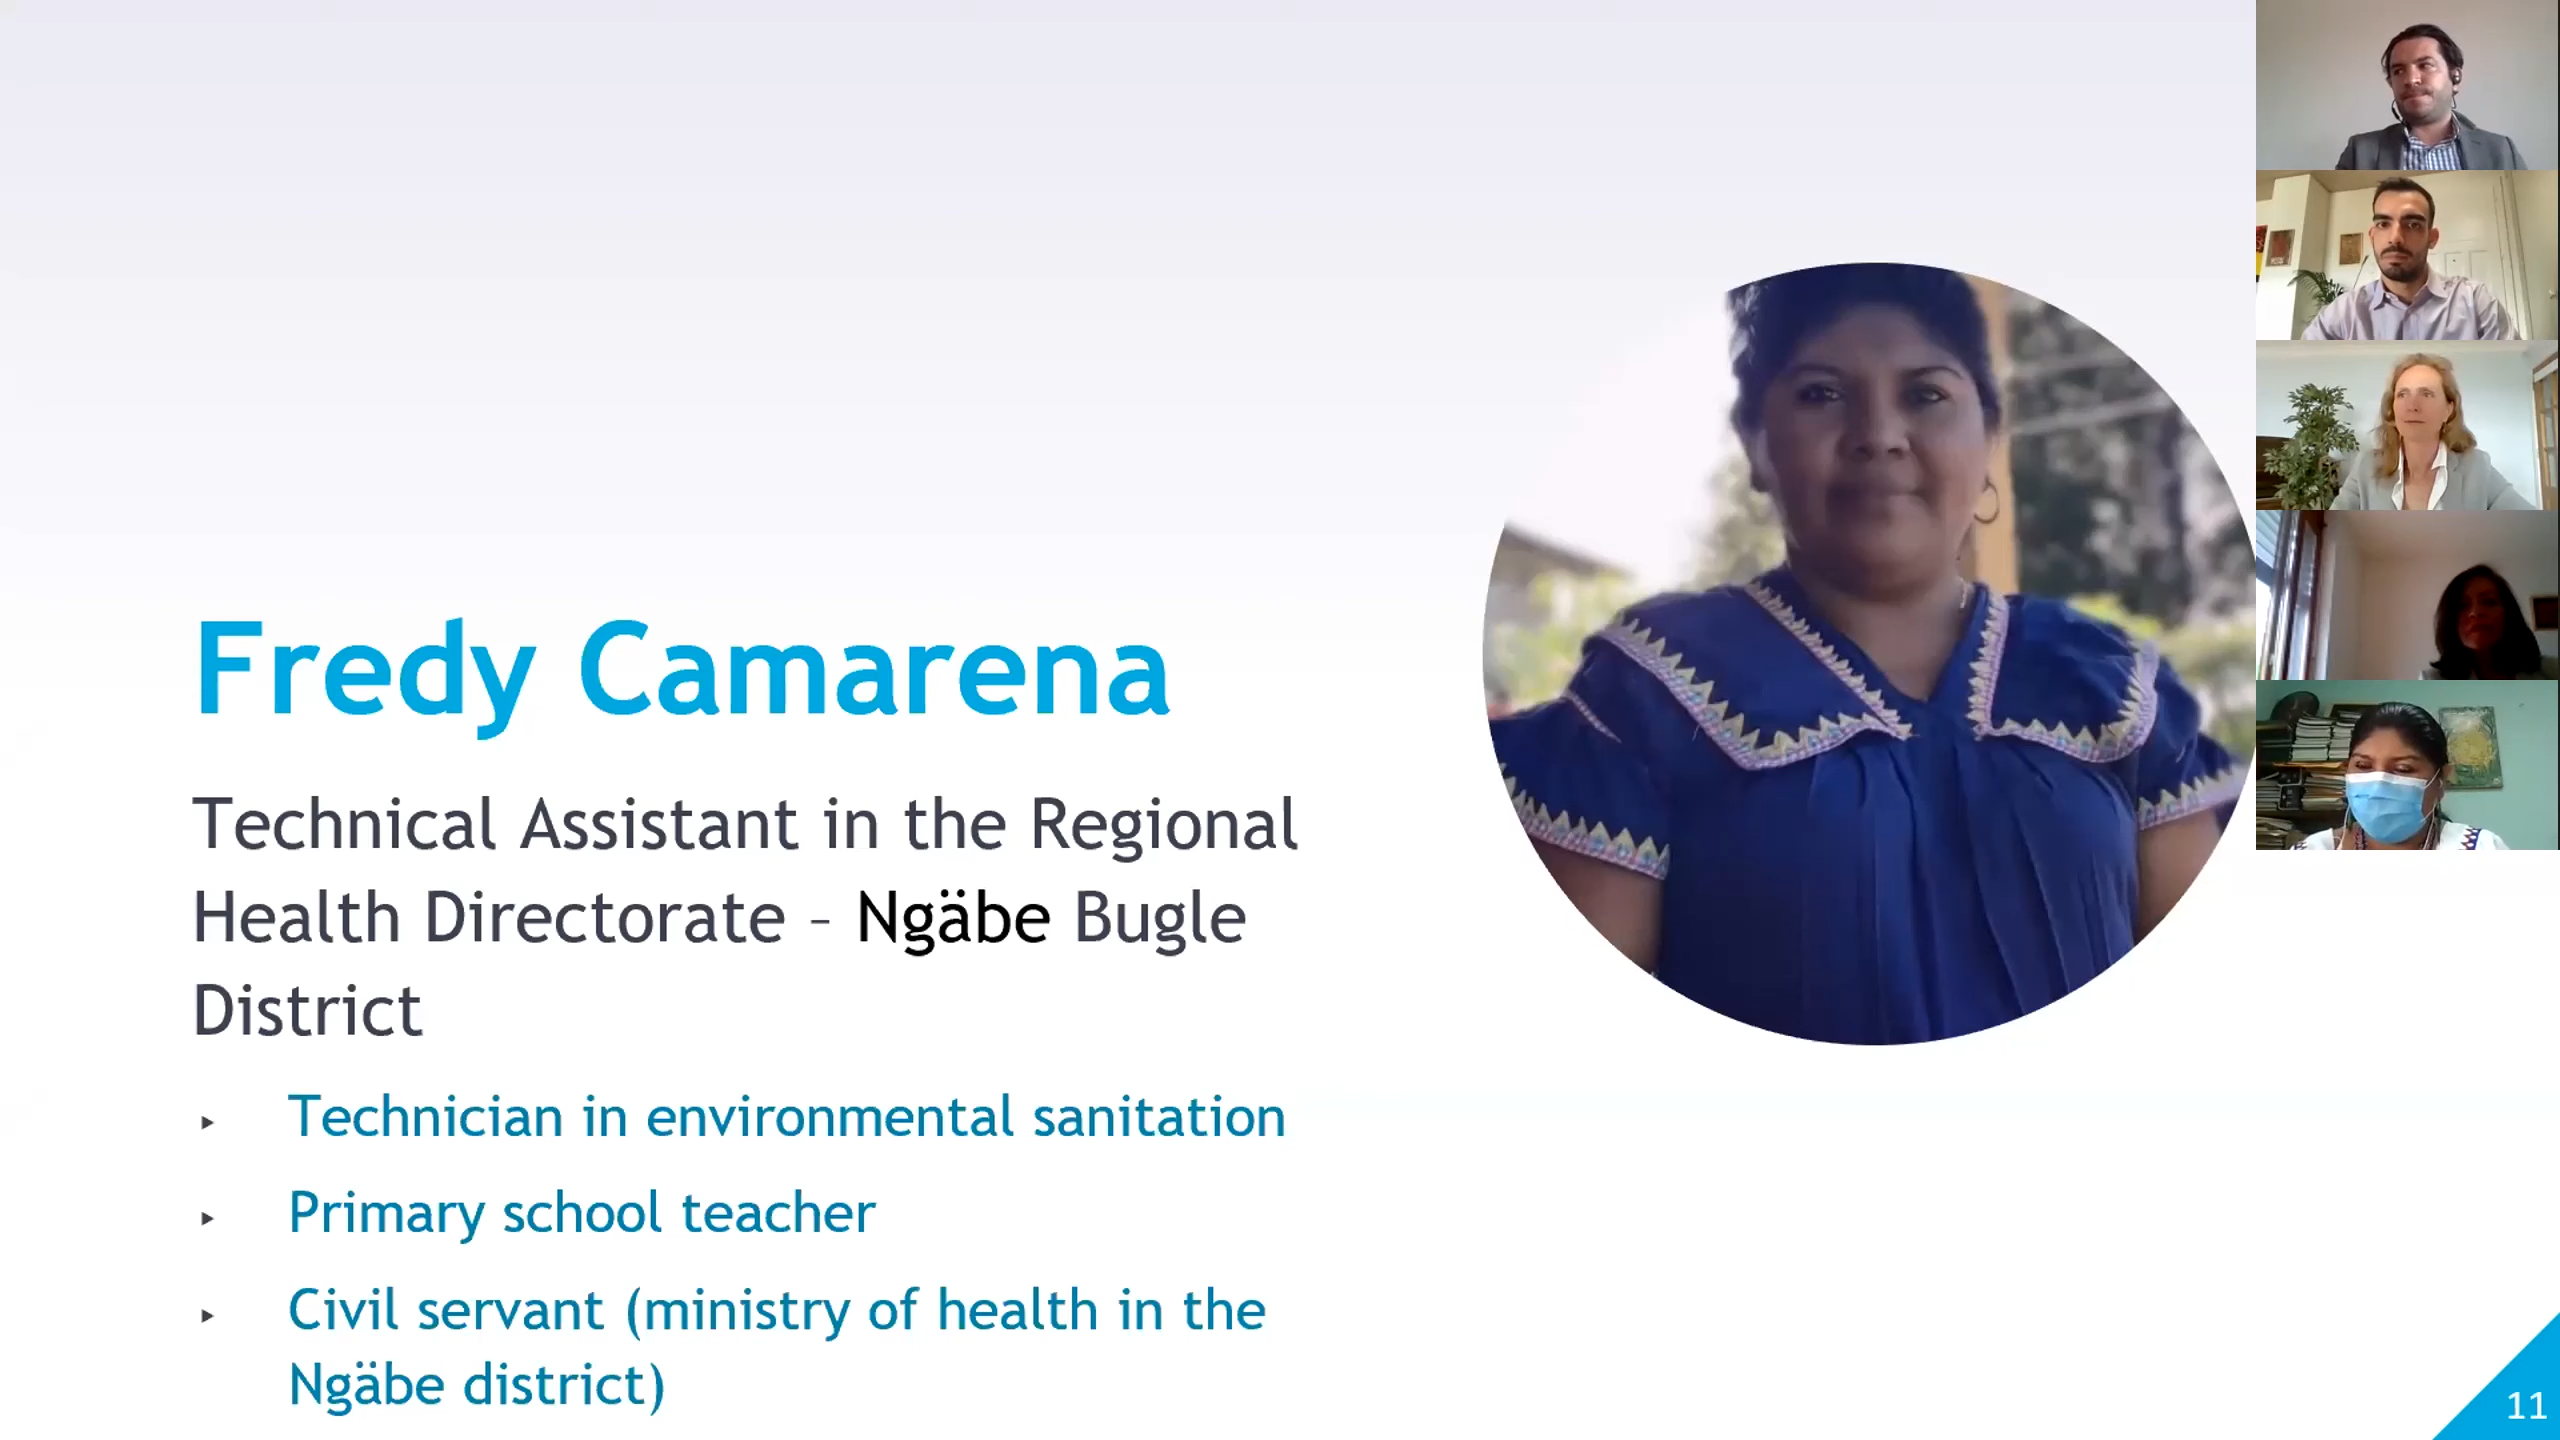 Fredy Camarena
Technical Assistant in the Regional
Health Directorate – Ngäbe Bugle
District
‣ Technician in environmental sanitation
‣ Primary school teacher
‣ Civil servant (ministry of health in the
Ngäbe district)
11